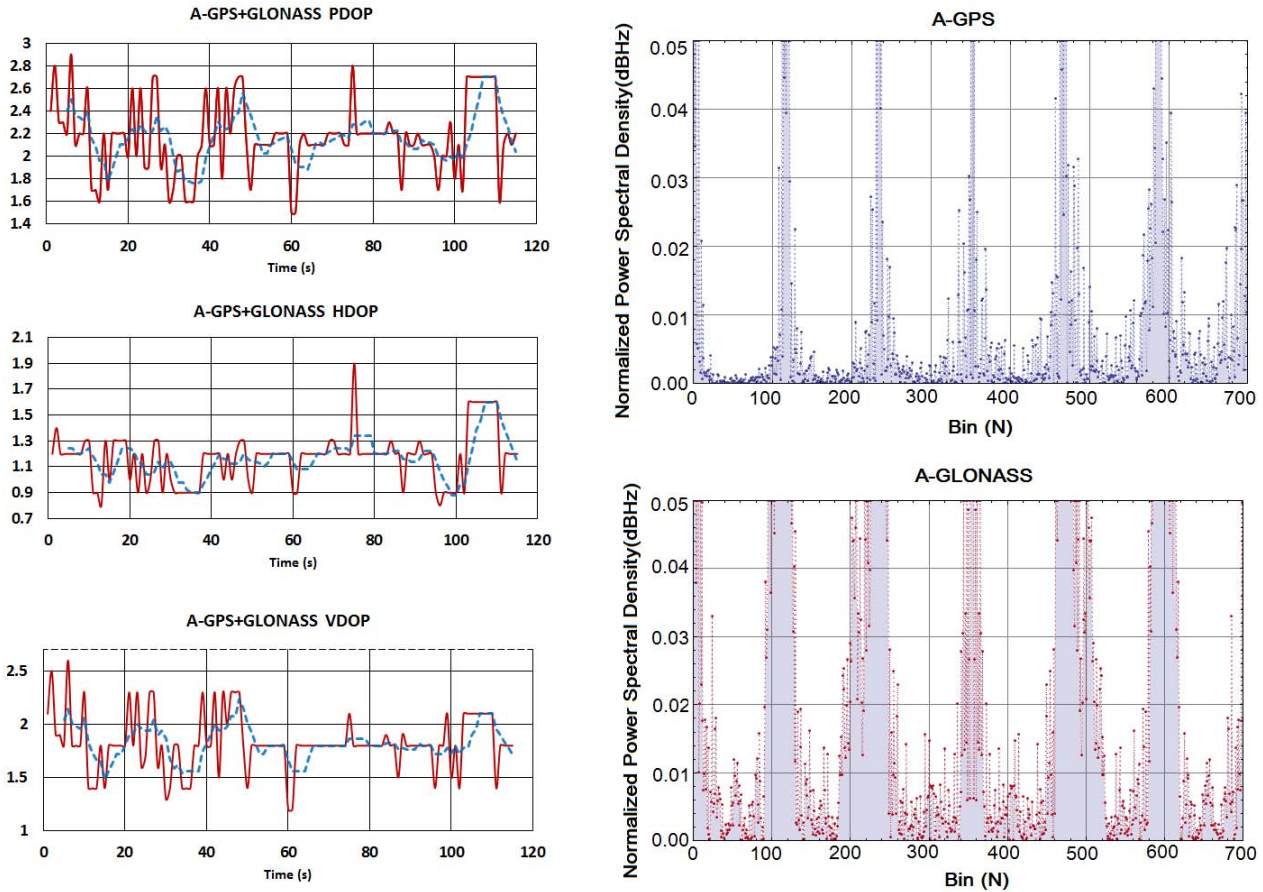 A-GPS+GLONASS PDOP
3
2.8
2.6
2.4
2.2
2
1.8
1.6
1.4
0 20 40 60 80 100 120
Time (s)
A-GPS+GLONASS HDOP
2.1
1.9
1.7
1.5
1.3
1.1
0.9
0.7
0 20 40 60 80 100 120
Time (s)
A-GPS+GLONASS VDOP
2.5
2
1.5
1
0 20 40 60 80 100 120
Time (s)
A-GPS
Normalized Power Spectral Density(dBHz)
0.05
0.04
0.03
0.02
0.01
0.00
0 100 200 300 400 500 600 700
Bin (N)
A-GLONASS
Normalized Power Spectral Density(dBHz)
0.05
0.04
0.03
0.02
0.01
0.00
0 100 200 300 400 500 600 700
Bin (N)